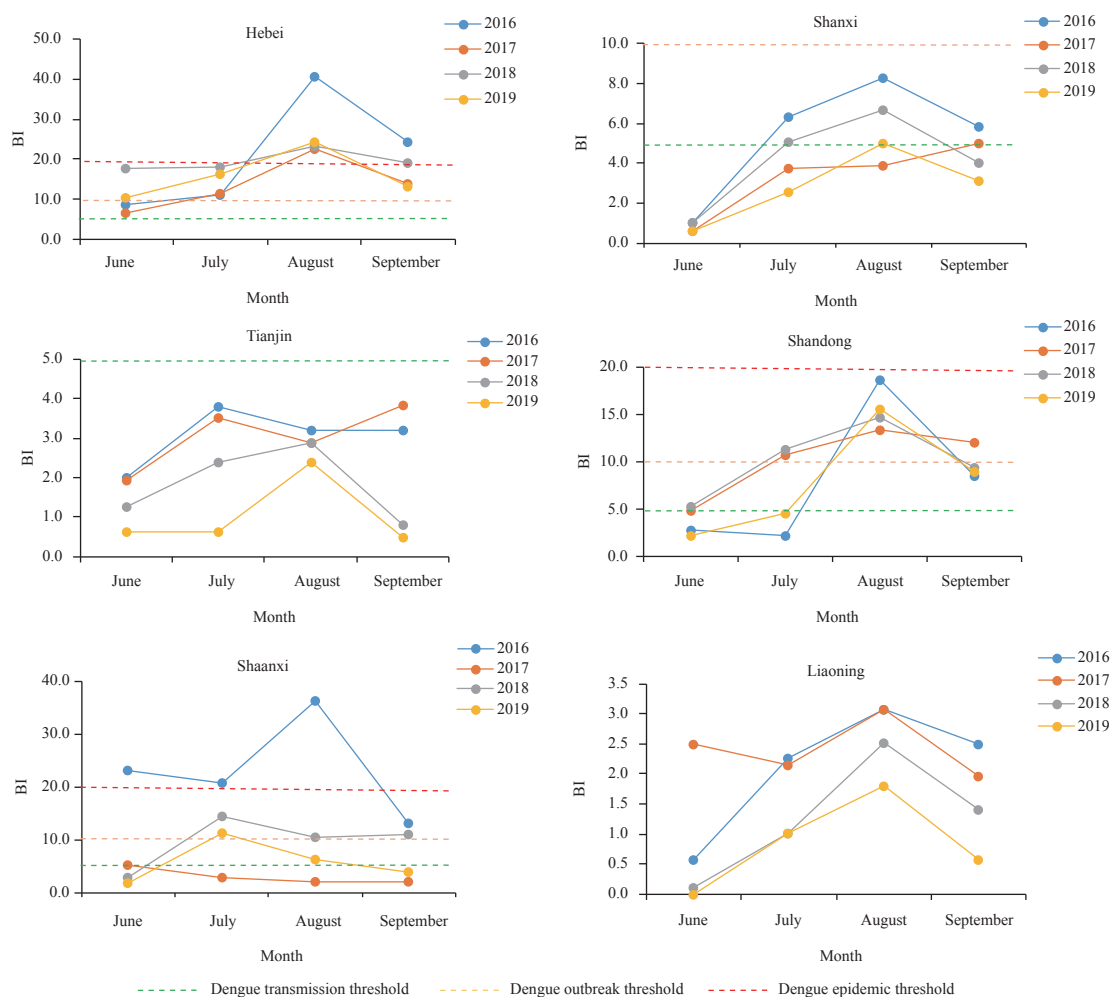 Hebei
2016
2017
2018
2019
50.0
40.0
30.0
20.0
10.0
0.0
BI
June July August September
Month
Shanxi
2016
2017
2018
2019
10.0
8.0
6.0
4.0
2.0
0.0
BI
June July August September
Month
Tianjin
2016
2017
2018
2019
5.0
4.0
3.0
2.0
1.0
0.0
BI
June July August September
Month
Shandong
2016
2017
2018
2019
20.0
15.0
10.0
5.0
0.0
BI
June July August September
Month
Shaanxi
2016
2017
2018
2019
40.0
30.0
20.0
10.0
0.0
BI
June July August September
Month
Liaoning
2016
2017
2018
2019
3.5
3.0
2.5
2.0
1.5
1.0
0.5
0.0
BI
June July August September
Month
Dengue transmission threshold Dengue outbreak threshold Dengue epidemic threshold